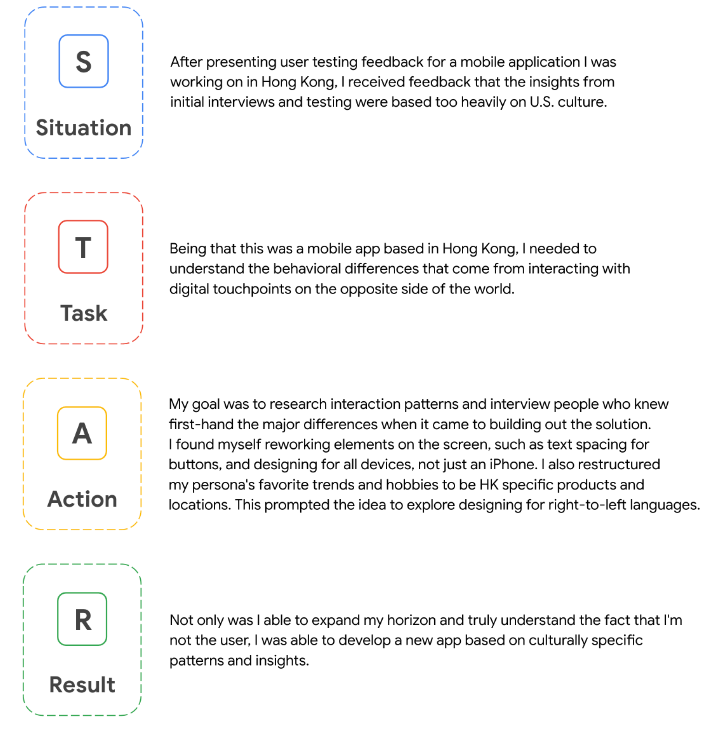 S
Situation
After presenting user testing feedback for a mobile application I was
working on in Hong Kong, I received feedback that the insights from
initial interviews and testing were based too heavily on U.S. culture.
T
Task
Being that this was a mobile app based in Hong Kong, I needed to
understand the behavioral differences that come from interacting with
digital touchpoints on the opposite side of the world.
A
Action
My goal was to research interaction patterns and interview people who knew
first-hand the major differences when it came to building out the solution.
I found myself reworking elements on the screen, such as text spacing for
buttons, and designing for all devices, not just an iPhone. I also restructured
my persona's favorite trends and hobbies to be HK specific products and
locations. This prompted the idea to explore designing for right-to-left languages.
R
Result
Not only was I able to expand my horizon and truly understand the fact that I'm
not the user, I was able to develop a new app based on culturally specific
patterns and insights.